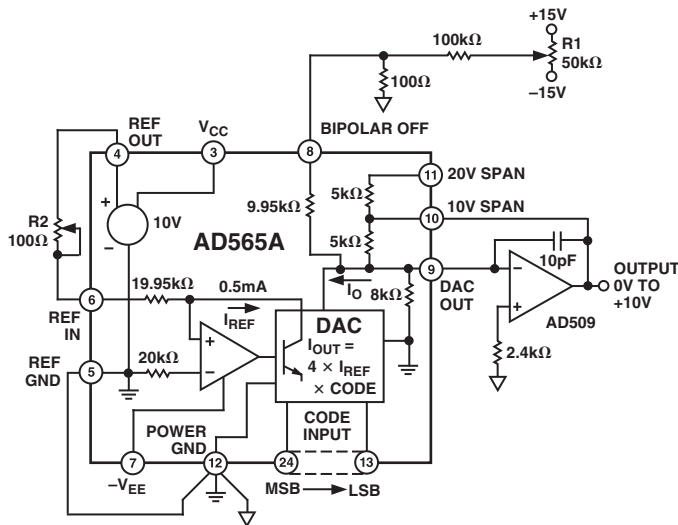 +15V
100kΩ
R1
50kΩ
100Ω
–15V
REF
OUT
VCC
BIPOLAR OFF
4
3
8
11
20V SPAN
5kΩ
R2
100Ω
+
10V
–
9.95kΩ
10
10V SPAN
AD565A
5kΩ
10pF
19.95kΩ
0.5mA
9
–
OUTPUT
0V TO
+10V
6
IO
8kΩ
DAC
OUT
REF
IN
IREF
+
AD509
DAC
+
IOUT =
4 × IREF
× CODE
2.4kΩ
REF
GND
5
20kΩ
–
POWER
GND
CODE
INPUT
7
12
24
13
–VEE
MSB
LSB